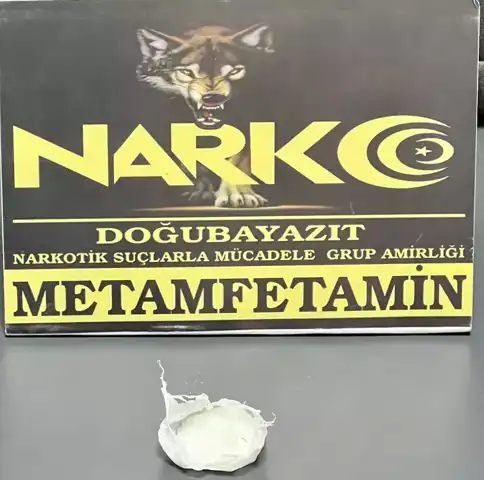 NARKO
DOĞUBAYAZIT
NARKOTİK SUÇLARLA MÜCADELE GRUP AMİRLİĞİ
METAMFETAMİN